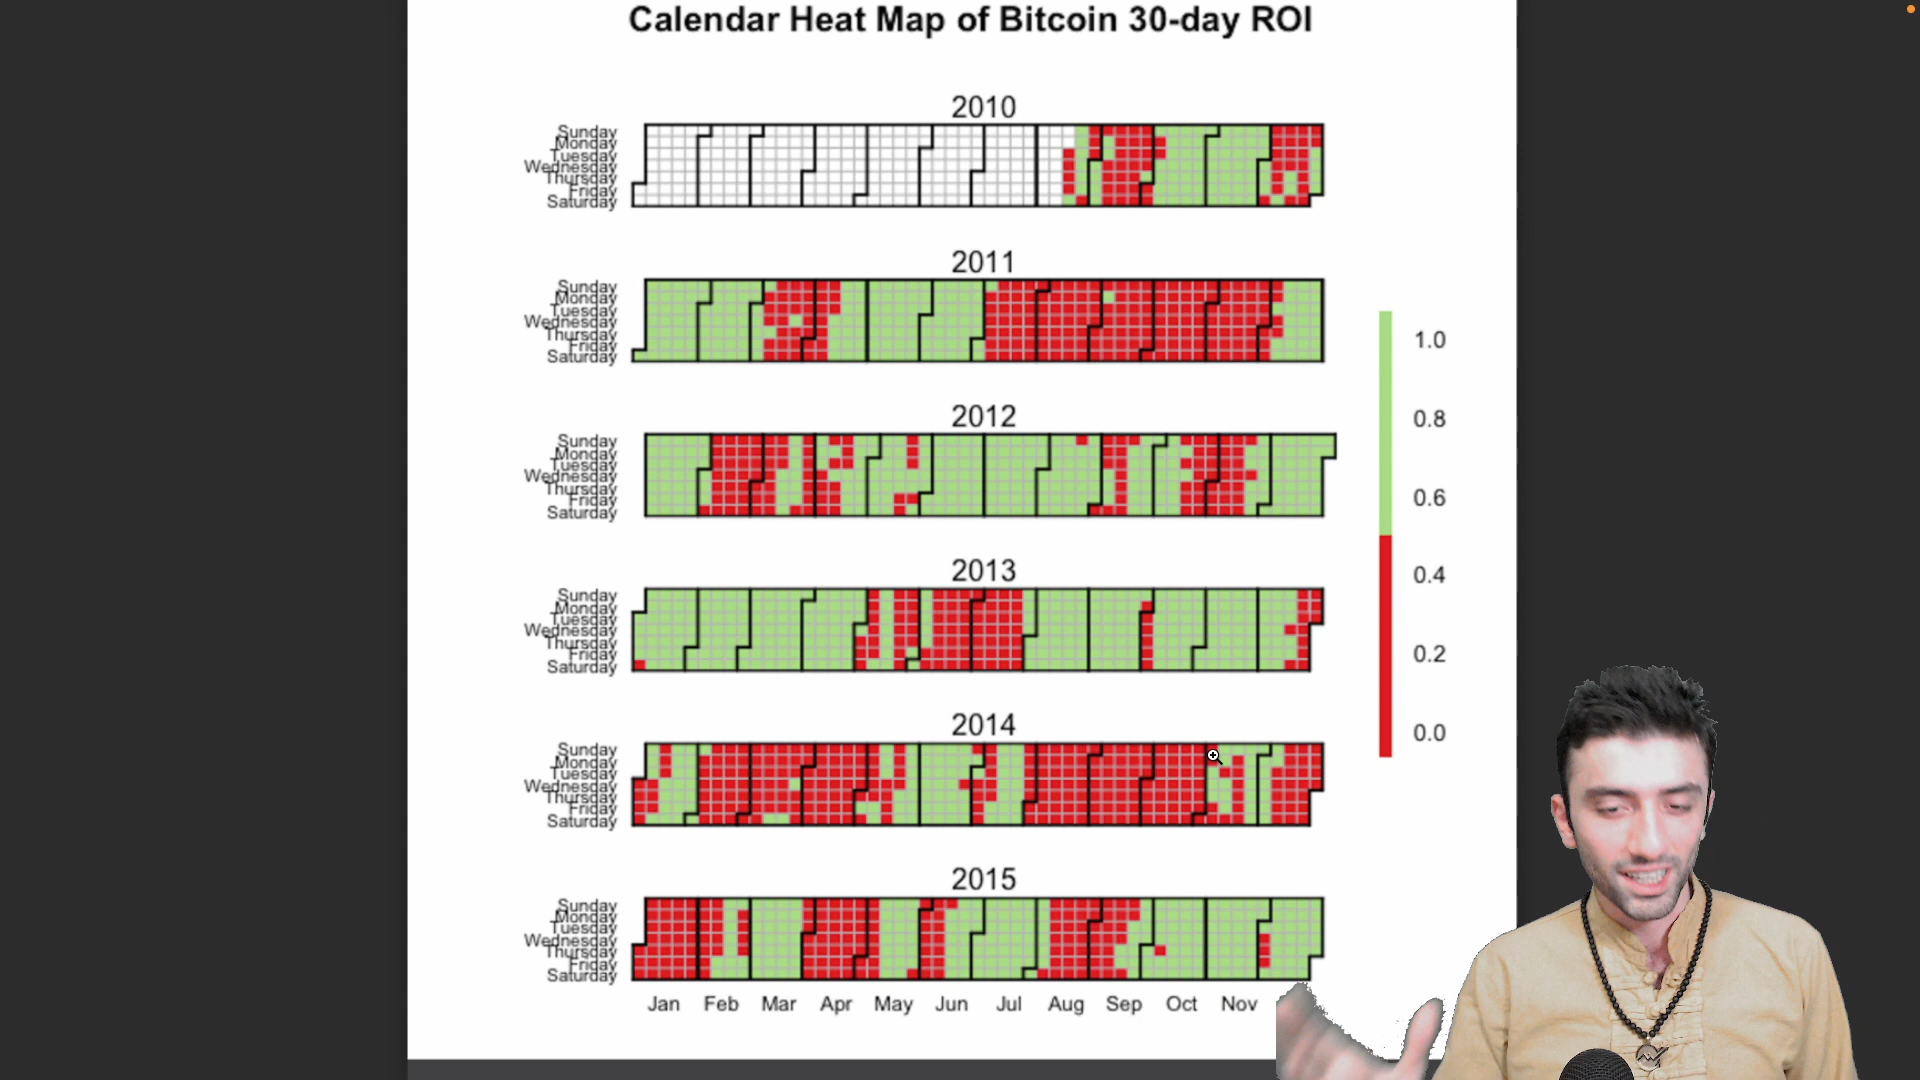 Calendar Heat Map of Bitcoin 30-day ROI
2010
Sunday
Monday
Tuesday
Wednesday
Thursday
Friday
Saturday
2011
Sunday
Monday
Tuesday
Wednesday
Thursday
Friday
Saturday
2012
Sunday
Monday
Tuesday
Wednesday
Thursday
Friday
Saturday
2013
Sunday
Monday
Tuesday
Wednesday
Thursday
Friday
Saturday
2014
Sunday
Monday
Tuesday
Wednesday
Thursday
Friday
Saturday
2015
Sunday
Monday
Tuesday
Wednesday
Thursday
Friday
Saturday
Jan Feb Mar Apr May Jun Jul Aug Sep Oct Nov
1.0
0.8
0.6
0.4
0.2
0.0